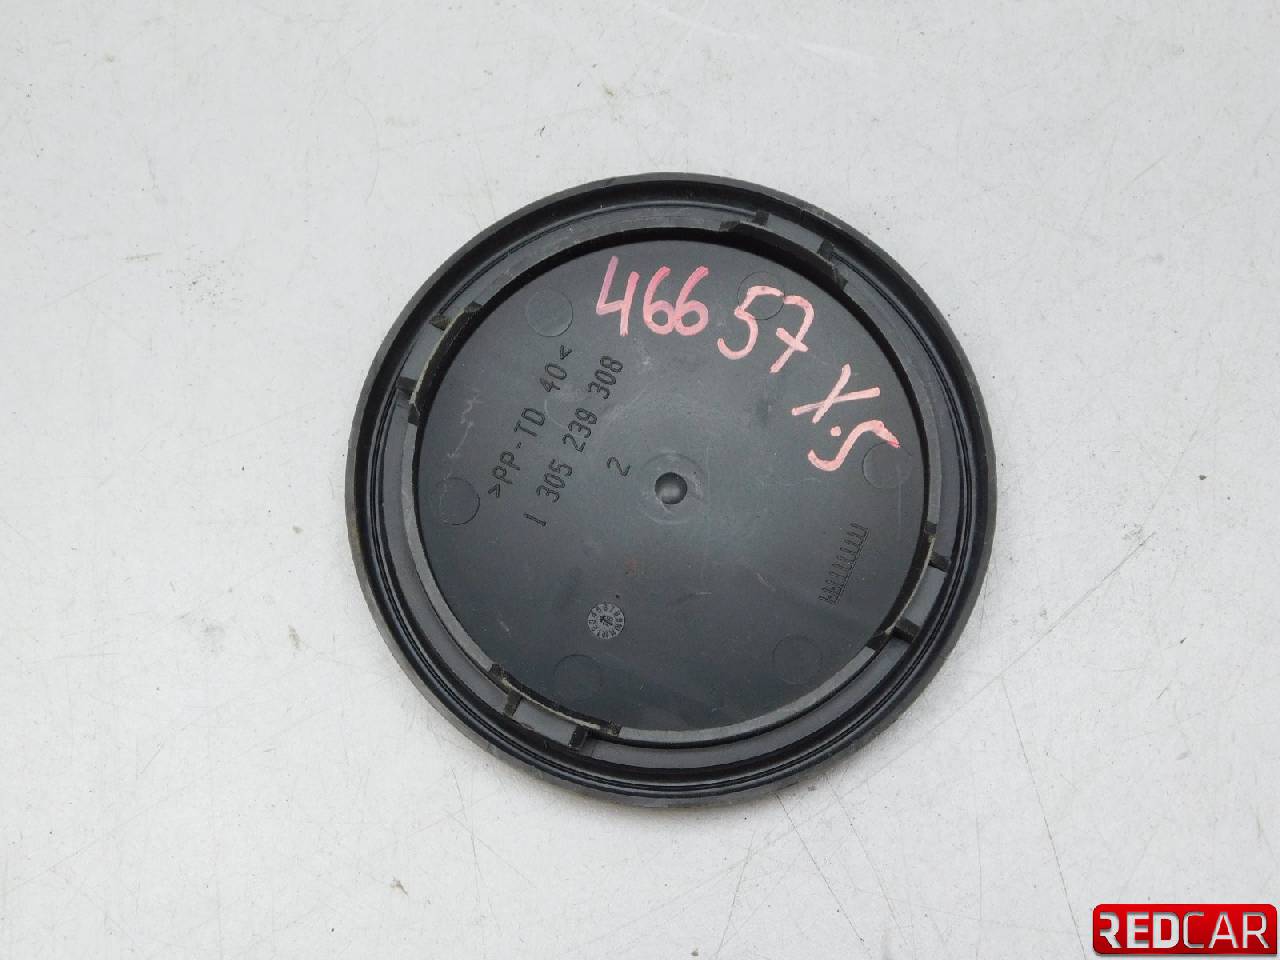 46657 X.5
>PP-TD 40<
1 305 239 308
2
REDCAR